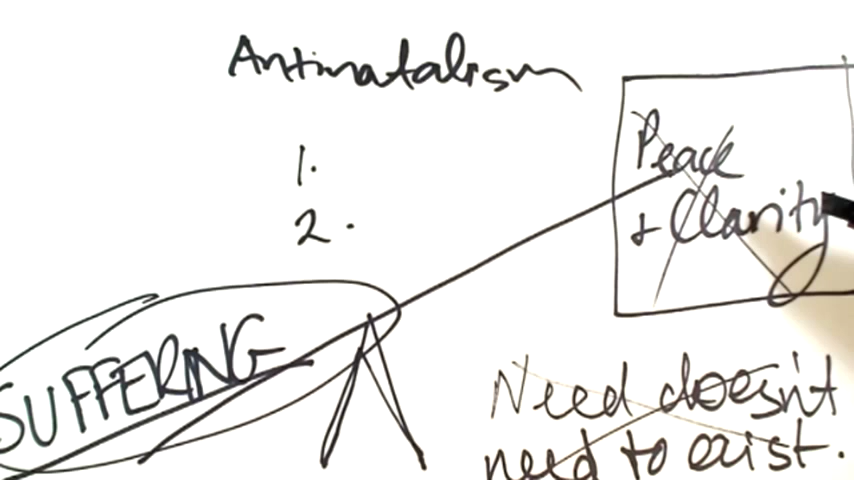 Antinatalism
1.
2.
Peace
+ Clarity
SUFFERING
Need doesn't
need to exist.